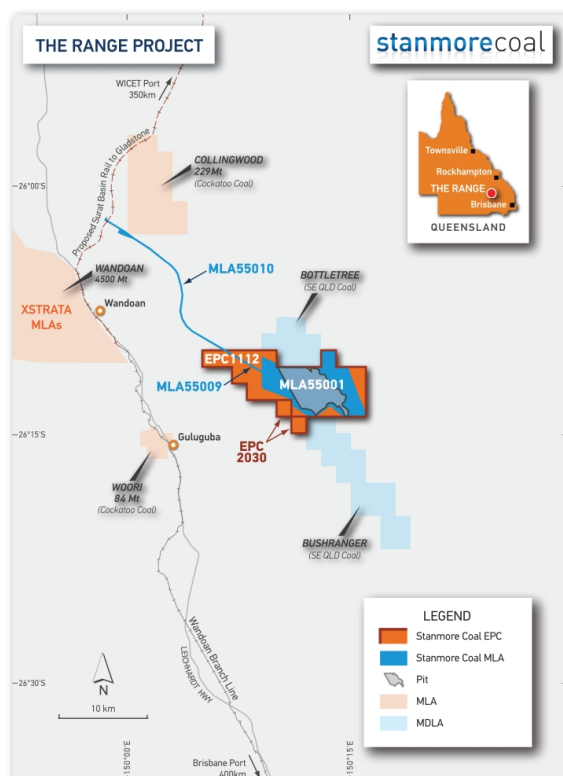 THE RANGE PROJECT
stanmorecoal
WICET Port
350km
Proposed Surat Basin Rail to Gladstone
COLLINGWOOD
229 Mt
(Cockatoo Coal)
Townsville
Rockhampton
THE RANGE
Brisbane
QUEENSLAND
-26°00'S
MLA55010
WANDOAN
4500 Mt
XSTRATA
MLAs
Wandoan
BOTTLETREE
(SE QLD Coal)
EPC1112
MLA55009
MLA55001
-26°15'S
EPC
2030
Guluguba
WOORI
84 Mt
(Cockatoo Coal)
BUSHRANGER
(SE QLD Coal)
Wandoan Branch Line
LEICHHARDT HWY
LEGEND
Stanmore Coal EPC
Stanmore Coal MLA
Pit
MLA
MDLA
-26°30'S
N
10 km
-150°00'E
-150°15'E
Brisbane Port
400km